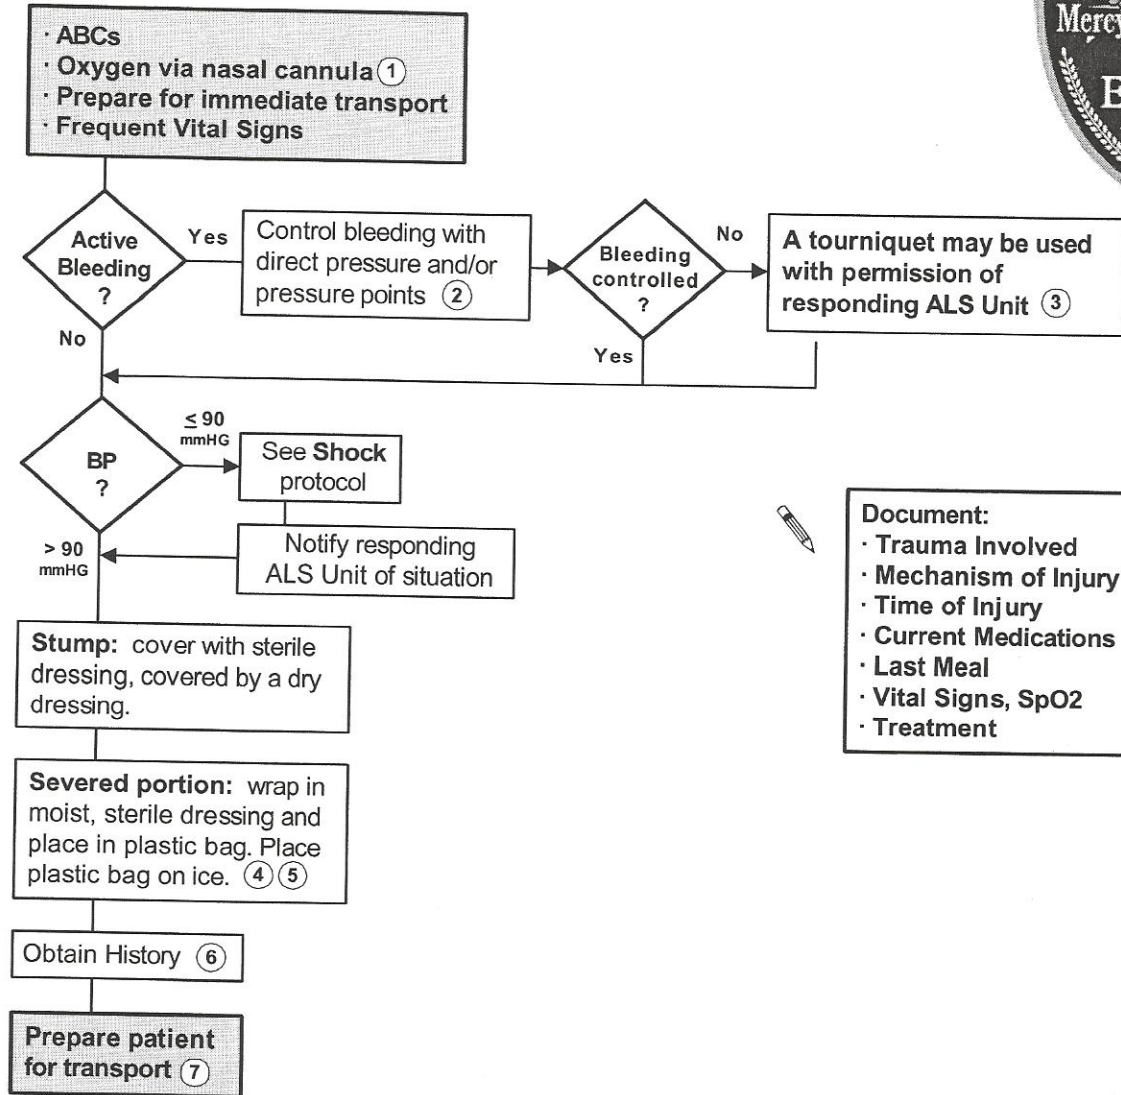 · ABCs
· Oxygen via nasal cannula ①
· Prepare for immediate transport
· Frequent Vital Signs
Mercy
E
Active
Bleeding
?
Yes
Control bleeding with
direct pressure and/or
pressure points ②
Bleeding
controlled
?
No
A tourniquet may be used
with permission of
responding ALS Unit ③
No
Yes
BP
?
≤ 90
mmHG
See Shock
protocol
Notify responding
ALS Unit of situation
> 90
mmHG
Document:
· Trauma Involved
· Mechanism of Injury
· Time of Injury
· Current Medications
· Last Meal
· Vital Signs, SpO2
· Treatment
Stump: cover with sterile
dressing, covered by a dry
dressing.
Severed portion: wrap in
moist, sterile dressing and
place in plastic bag. Place
plastic bag on ice. ④ ⑤
Obtain History ⑥
Prepare patient
for transport ⑦